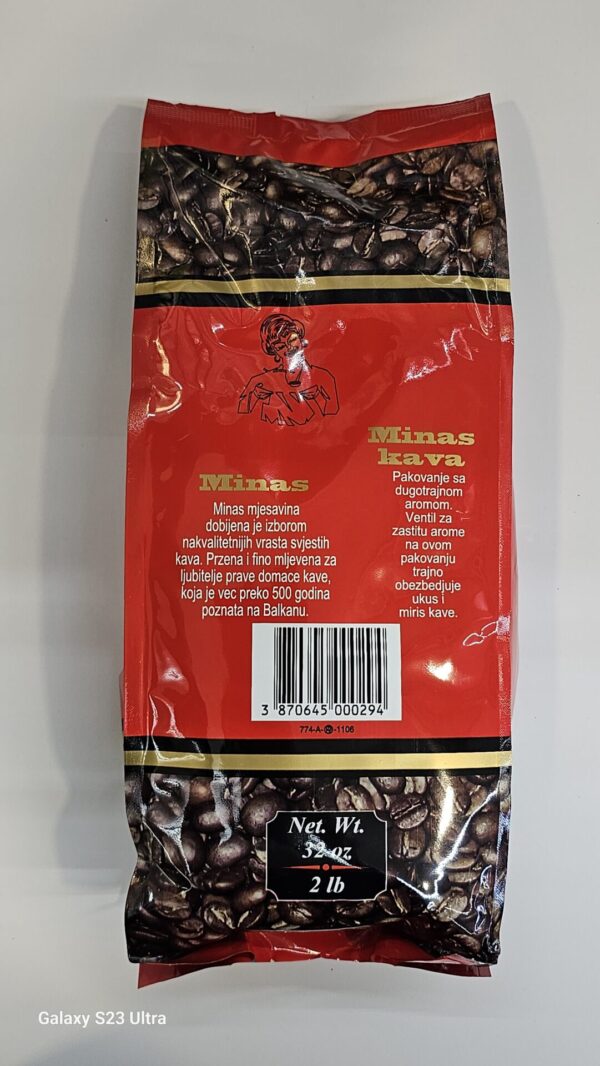 Minas
Minas mjesavina
dobijena je izborom
nakvalitetnijih vrasta svjestih
kava. Przena i fino mljevena za
ljubitelje prave domace kave,
koja je vec preko 500 godina
poznata na Balkanu.
Minas
kava
Pakovanje sa
dugotrajnom
aromom.
Ventil za
zastitu arome
na ovom
pakovanju
trajno
obezbedjuje
ukus i
miris kave.
3 870645 000294
774-A-®-1106
Net. Wt.
32 oz
2 lb
Galaxy S23 Ultra